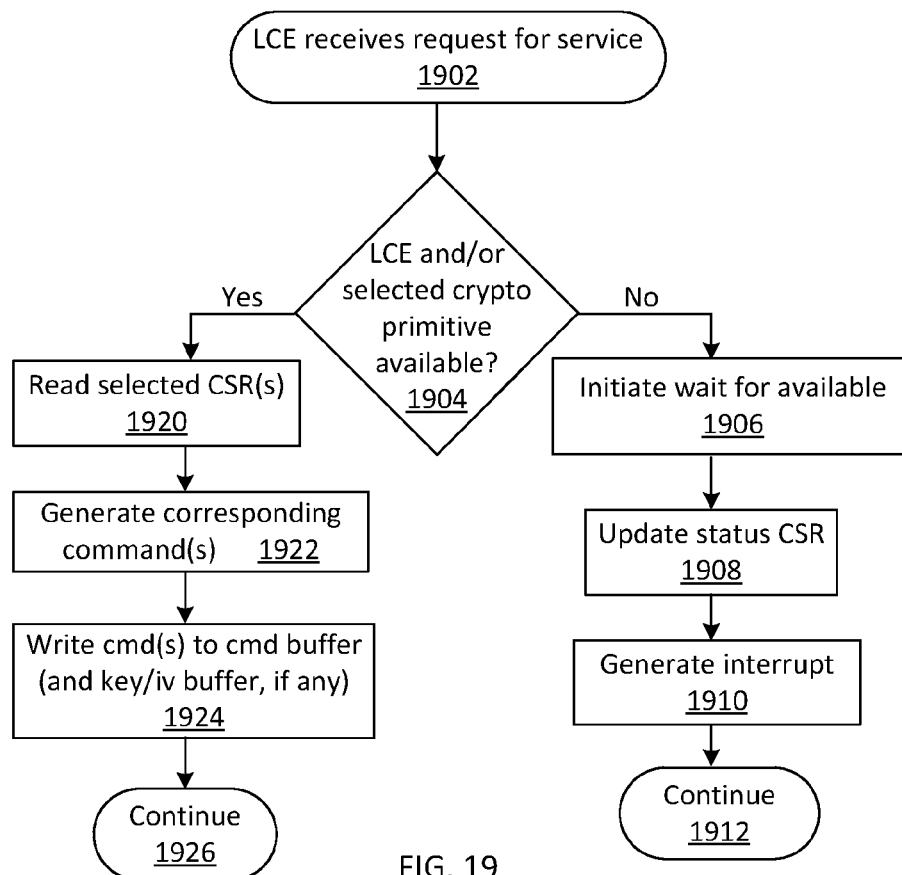 LCE receives request for service
1902
LCE and/or
selected crypto
primitive
available?
1904
Yes
No
Read selected CSR(s)
1920
Generate corresponding
command(s) 1922
Write cmd(s) to cmd buffer
(and key/iv buffer, if any)
1924
Continue
1926
Initiate wait for available
1906
Update status CSR
1908
Generate interrupt
1910
Continue
1912
FIG. 19